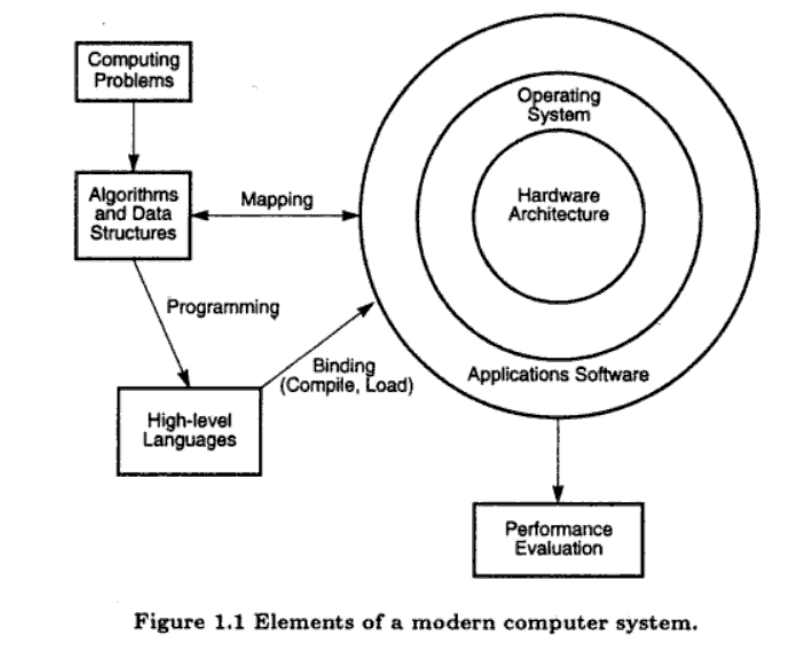 Computing
Problems
Operating
System
Algorithms
and Data
Structures
Mapping
Hardware
Architecture
Programming
Binding
(Compile, Load)
Applications Software
High-level
Languages
Performance
Evaluation
Figure 1.1 Elements of a modern computer system.